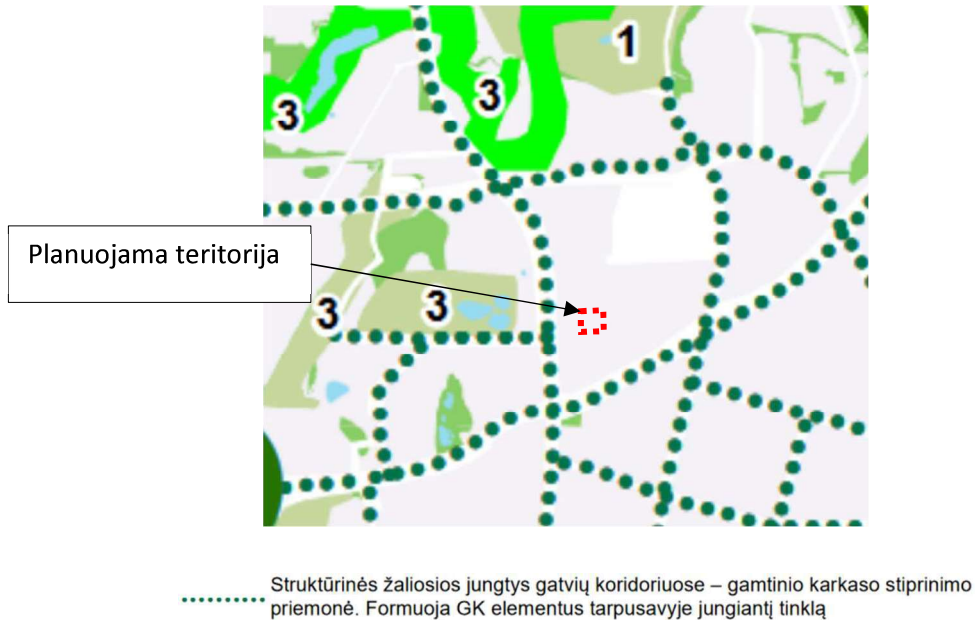 1
3
3
Planuojama teritorija
3
3
Struktūrinės žaliosios jungtys gatvių koridoriuose – gamtinio karkaso stiprinimo
priemonė. Formuoja GK elementus tarpusavyje jungiantį tinklą